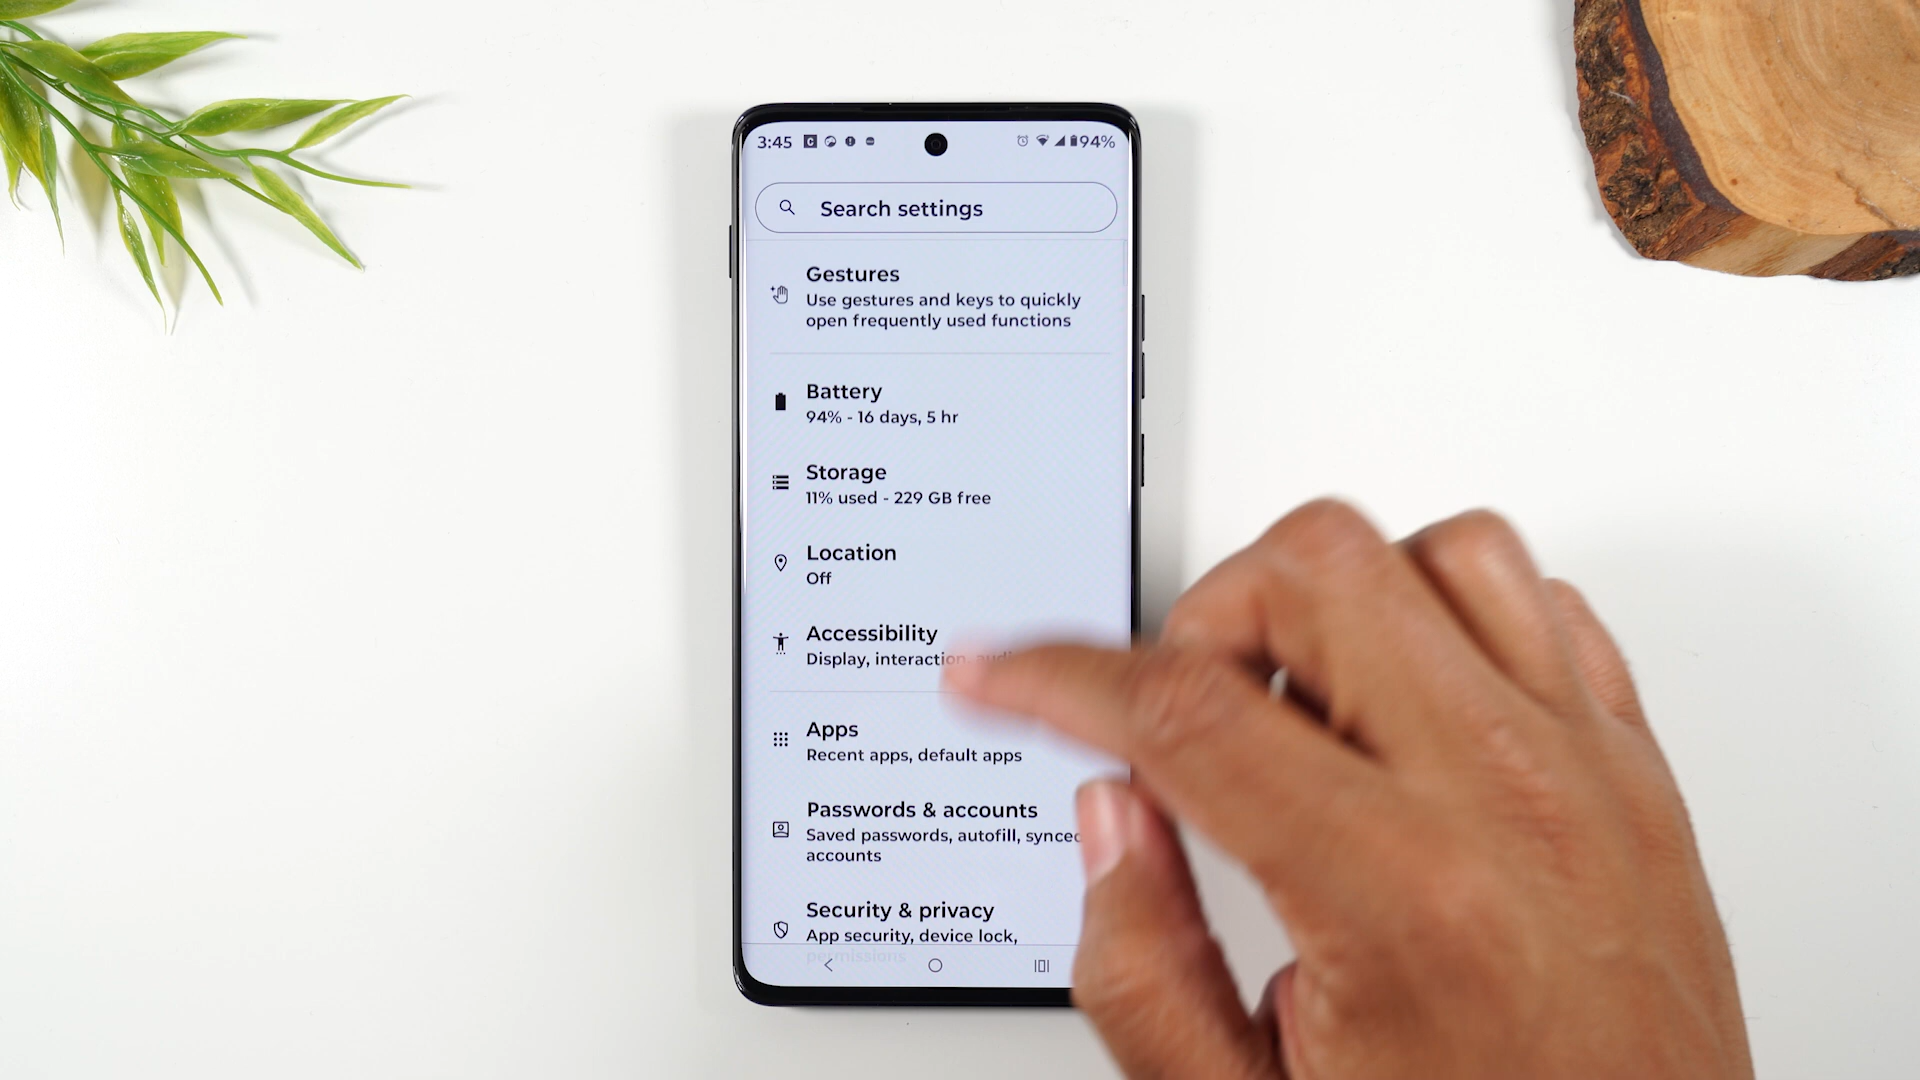 3:45 94%
Search settings
Gestures
Use gestures and keys to quickly
open frequently used functions
Battery
94% - 16 days, 5 hr
Storage
11% used - 229 GB free
Location
Off
Accessibility
Display, interaction,
Apps
Recent apps, default apps
Passwords & accounts
Saved passwords, autofill, synced
accounts
Security & privacy
App security, device lock,
permissions